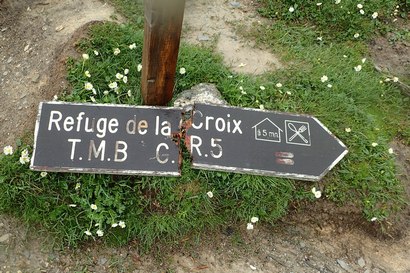 Refuge de la Croix à 5 mn
T.M.B G.R.5